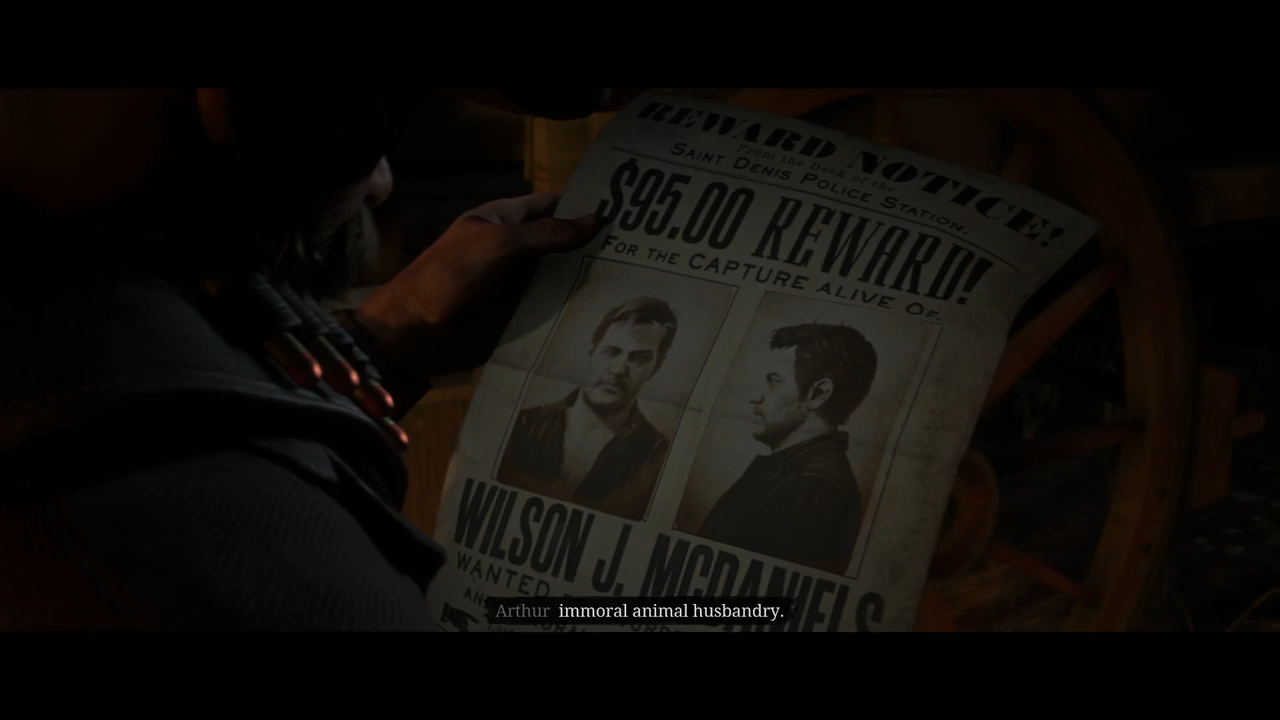 REWARD NOTICE!
From the Desk of the
SAINT DENIS POLICE STATION.
$95.00 REWARD!
FOR THE CAPTURE ALIVE OF.
WILSON J. MCDANIELS
WANTED
Arthur immoral animal husbandry.